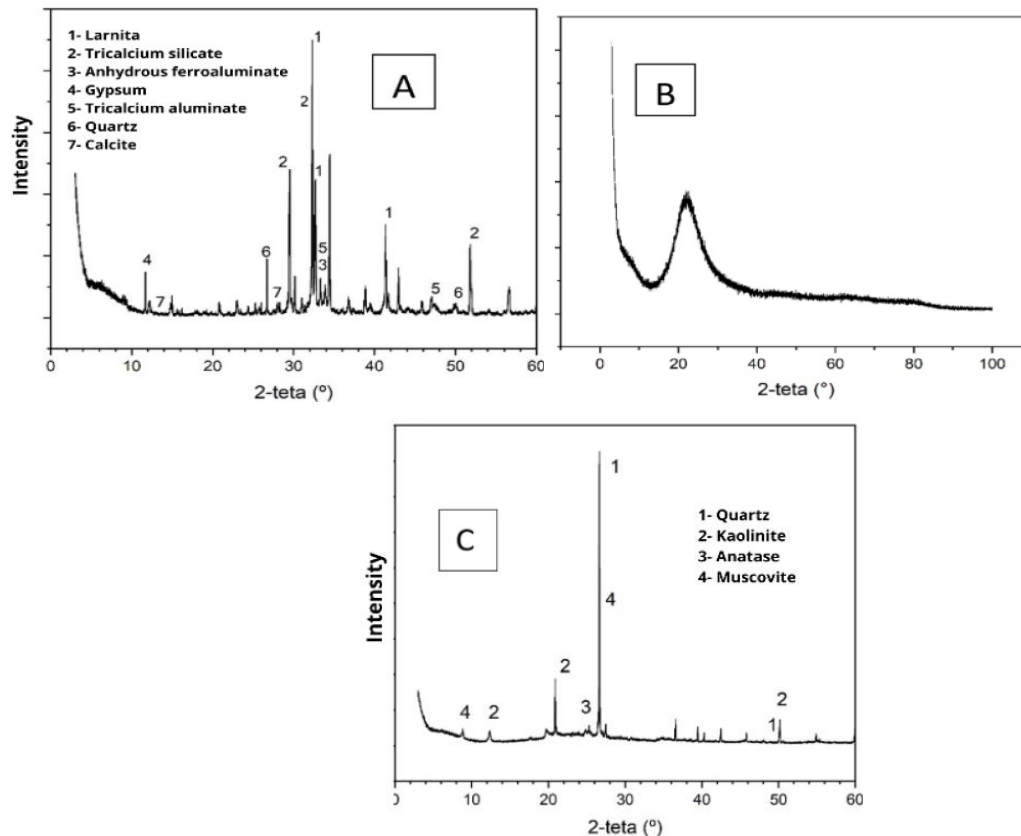 1- Larnita
2- Tricalcium silicate
3- Anhydrous ferroaluminate
4- Gypsum
5- Tricalcium aluminate
6- Quartz
7- Calcite
A
Intensity
1
2
2
1
6
5
3
4
7
7
1
2
5
6
0 10 20 30 40 50 60
2-teta (º)
B
0 20 40 60 80 100
2-teta (°)
C
Intensity
1- Quartz
2- Kaolinite
3- Anatase
4- Muscovite
1
4
2
4 2
3
2
1
0 10 20 30 40 50 60
2-teta (º)